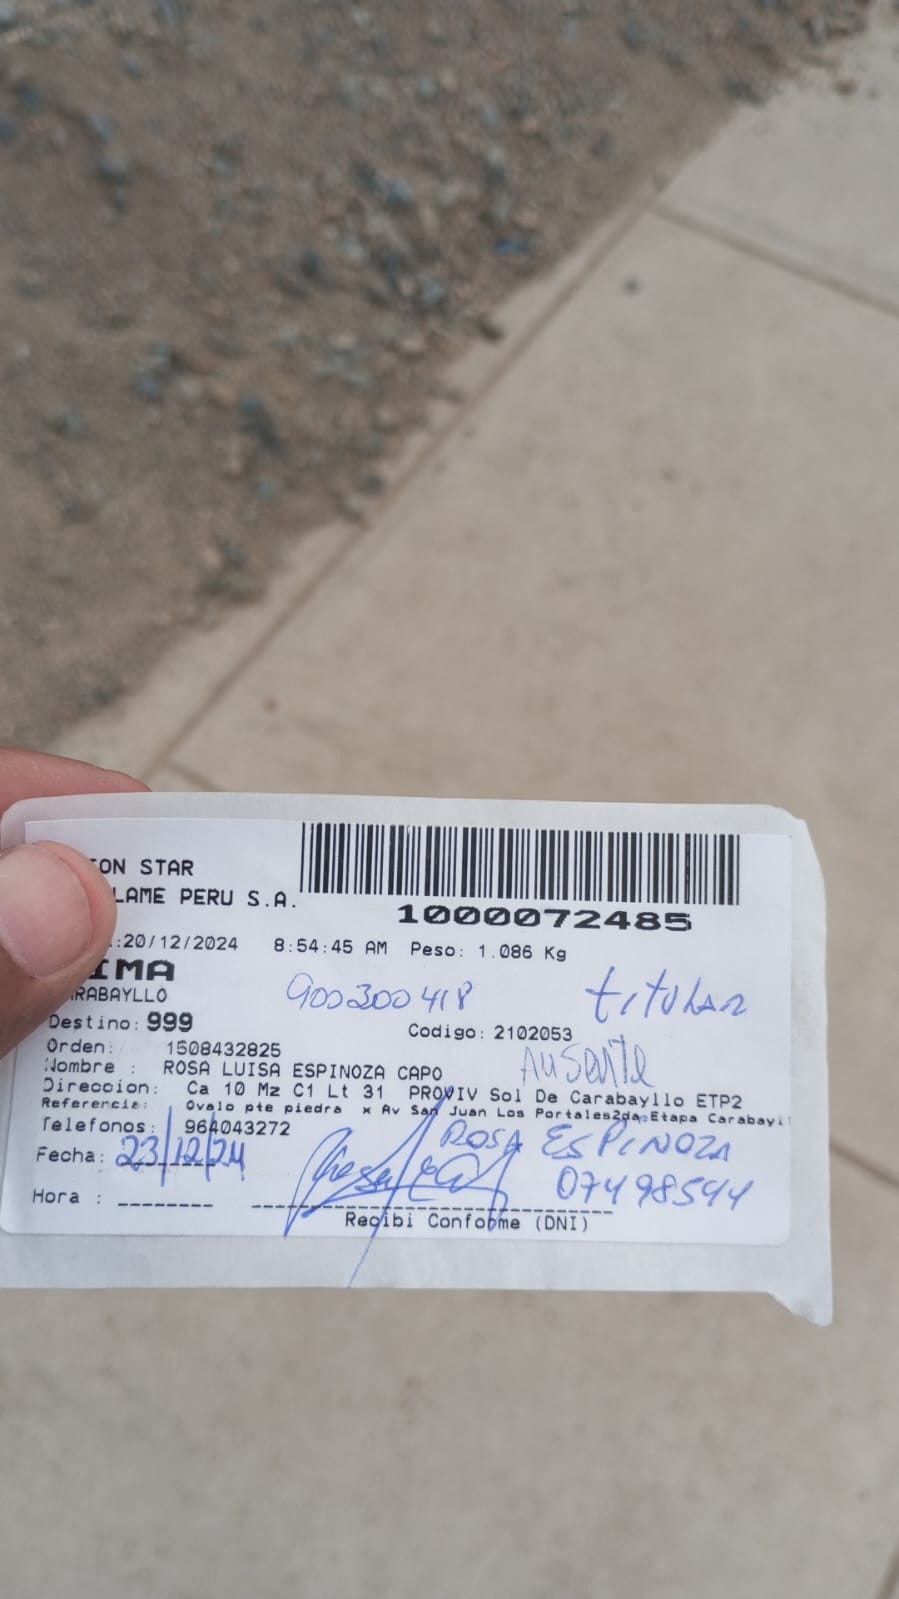 ON STAR
LAME PERU S.A.
1000072485
.:20/12/2024 8:54:45 AM Peso: 1.086 Kg
IMA
RABAYLLO
900300418 titular
Destino: 999 Codigo: 2102053
Orden: 1508432825
Ausente
Nombre : ROSA LUISA ESPINOZA CAPO
Direccion: Ca 10 Mz C1 Lt 31 PROVIV Sol De Carabayllo ETP2
Referencia: Ovalo pte piedra x Av San Juan Los Portales2da Etapa Carabayl
Telefonos: 964043272
ROSA ESPINOZA
Fecha: 23/12/24
07498544
Hora :
Recibi Conforme (DNI)